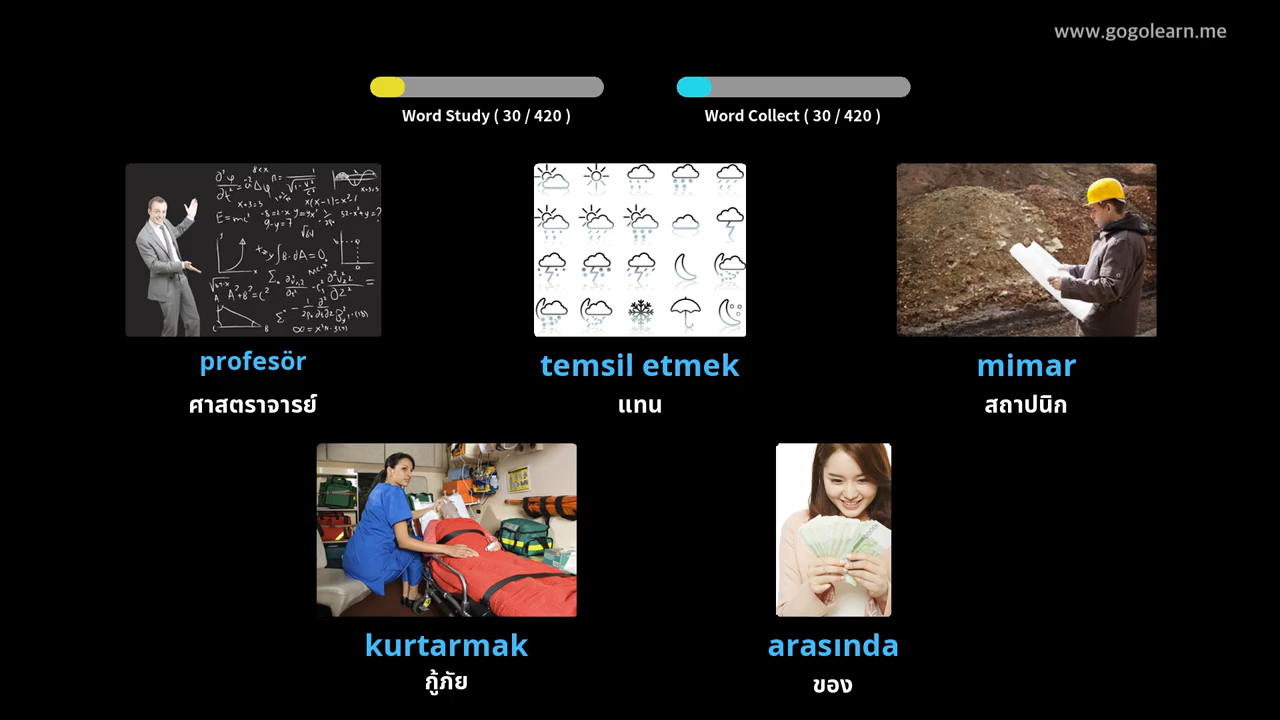 www.gogolearn.me
Word Study ( 30 / 420 )
Word Collect ( 30 / 420 )
profesör
ศาสตราจารย์
temsil etmek
แทน
mimar
สถาปนิก
kurtarmak
กู้ภัย
arasında
ของ